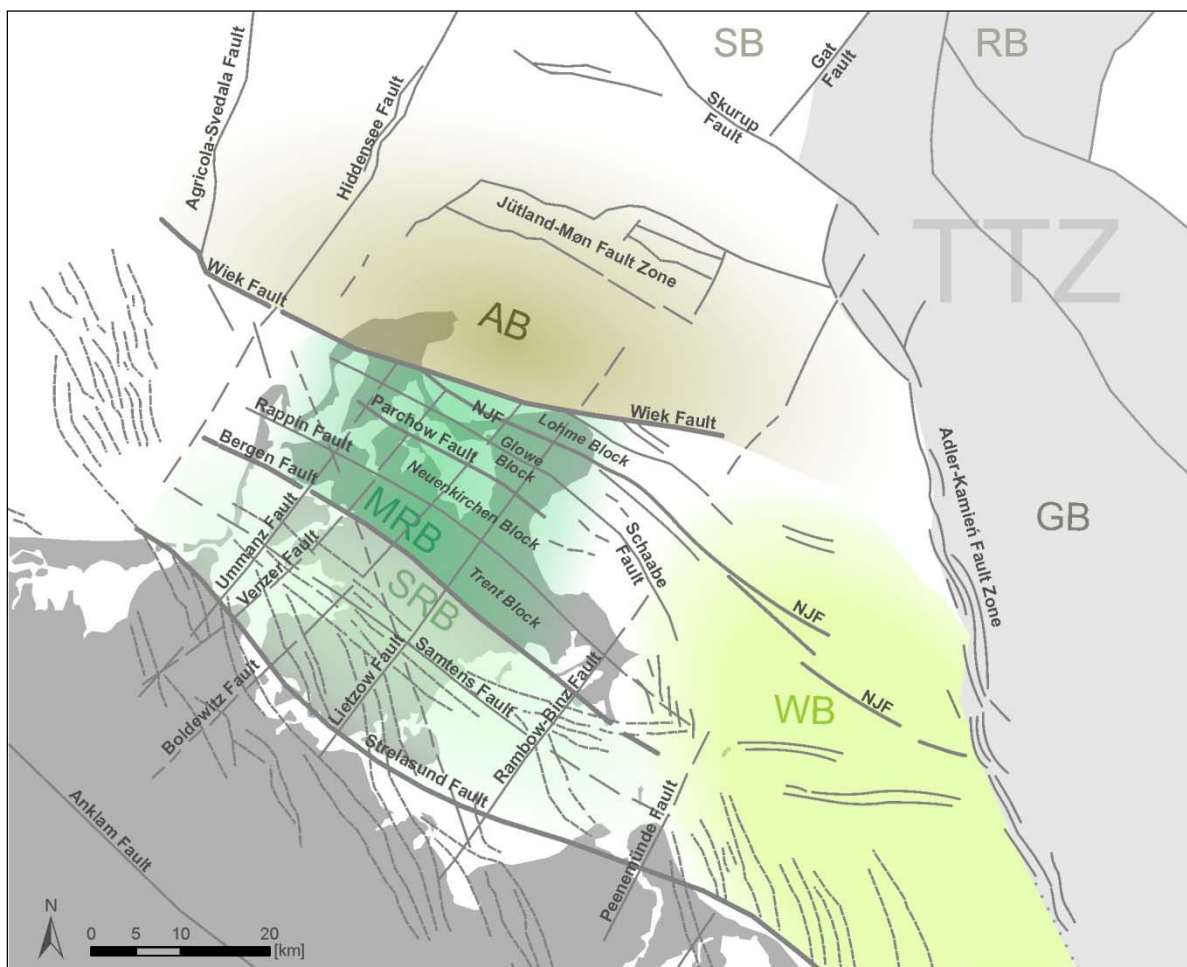 SB
RB
Agricola-Svedala Fault
Hiddensee Fault
Gat
Fault
Skurup
Fault
Jütland-Møn Fault Zone
TTZ
Wiek Fault
AB
Wiek Fault
NJF
Lohme Block
Glowe
Block
Parchow Fault
Rappin Fault
Bergen Fault
Neuenkirchen Block
MRB
Adler-Kamień Fault Zone
GB
Schaabe
Fault
Ummanz Fault
Venzer Fault
SRB
Trent Block
NJF
Samtens Fault
WB
NJF
Boldewitz Fault
Lietzow Fault
Rambow-Binz Fault
Strelasund Fault
Peenemünde Fault
Anklam Fault
N
0 5 10 20
[km]